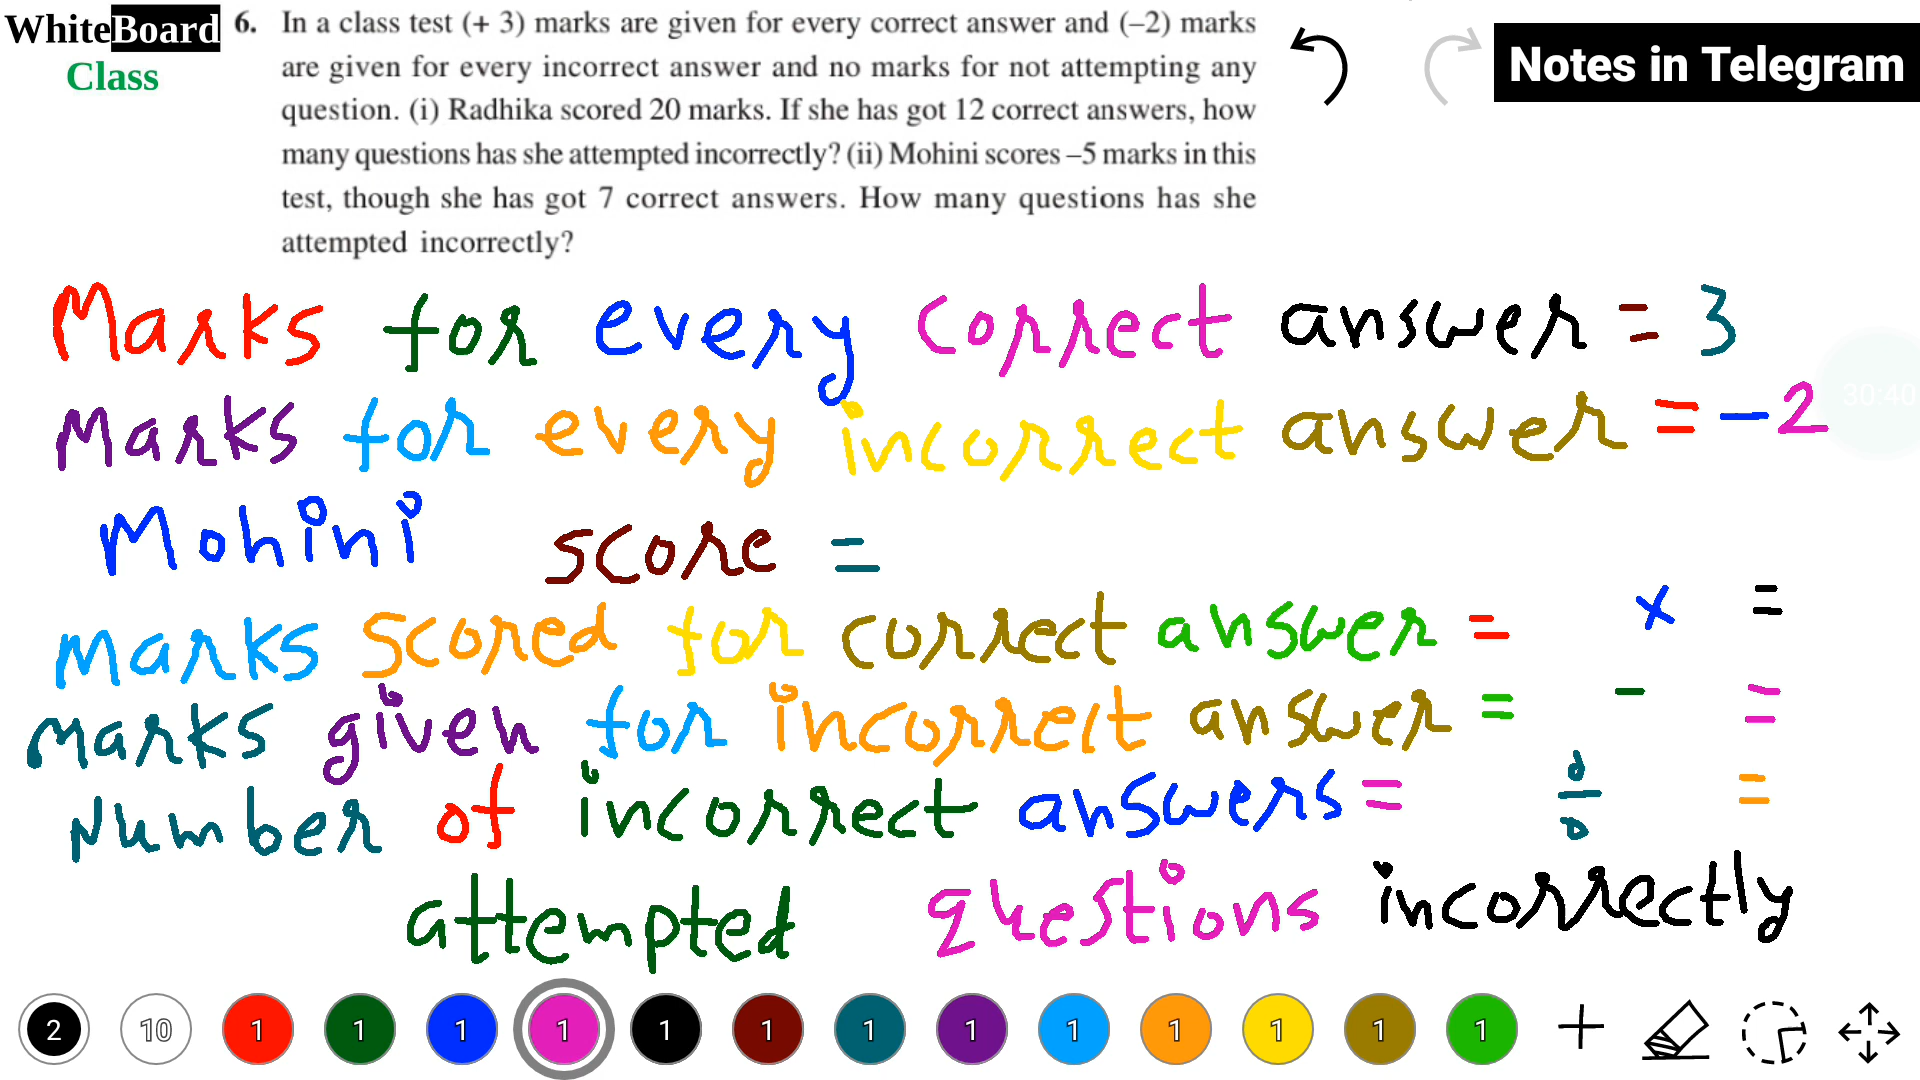 WhiteBoard
Class
6. In a class test (+ 3) marks are given for every correct answer and (–2) marks
are given for every incorrect answer and no marks for not attempting any
question. (i) Radhika scored 20 marks. If she has got 12 correct answers, how
many questions has she attempted incorrectly? (ii) Mohini scores –5 marks in this
test, though she has got 7 correct answers. How many questions has she
attempted incorrectly?
Notes in Telegram
Marks for every correct answer = 3
30:40
Marks for every incorrect answer = -2
Mohini score =
Marks scored for correct answer = x =
Marks given for incorrect answer = - =
Number of incorrect answers = =
attempted questions incorrectly
2 10 1 1 1 1 1 1 1 1 1 1 1 1 1